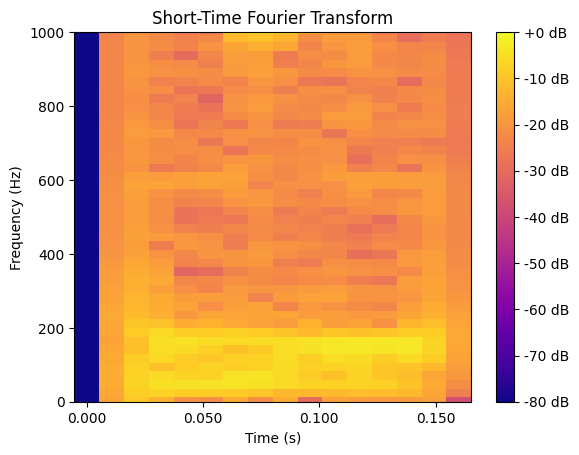 Short-Time Fourier Transform
1000
800
600
400
200
0
Frequency (Hz)
0.000
0.050
0.100
0.150
Time (s)
+0 dB
-10 dB
-20 dB
-30 dB
-40 dB
-50 dB
-60 dB
-70 dB
-80 dB